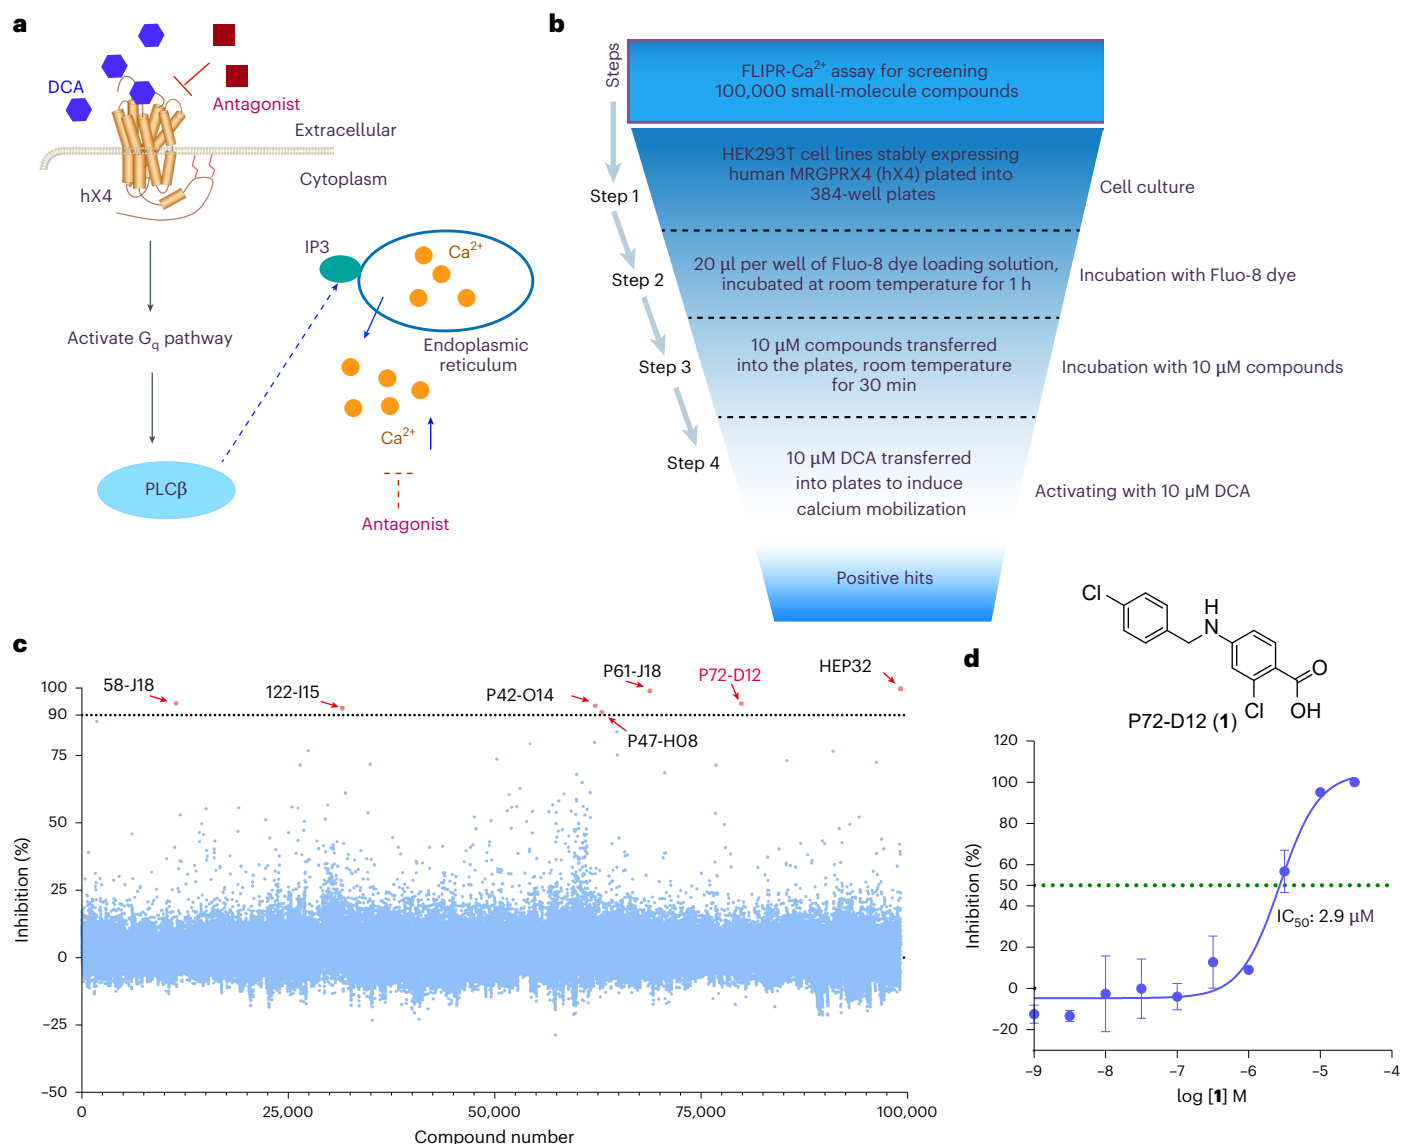 a
DCA
Antagonist
Extracellular
Cytoplasm
hX4
IP3
Ca2+
Activate Gq pathway
Endoplasmic
reticulum
Ca2+
PLCβ
Antagonist
b
Steps
FLIPR-Ca2+ assay for screening
100,000 small-molecule compounds
HEK293T cell lines stably expressing
human MRGPRX4 (hX4) plated into
384-well plates
Step 1
Cell culture
20 µl per well of Fluo-8 dye loading solution,
incubated at room temperature for 1 h
Step 2
Incubation with Fluo-8 dye
10 µM compounds transferred
into the plates, room temperature
for 30 min
Step 3
Incubation with 10 µM compounds
10 µM DCA transferred
into plates to induce
calcium mobilization
Step 4
Activating with 10 µM DCA
Positive hits
c
58-J18
122-I15
P42-O14
P61-J18
P72-D12
HEP32
P47-H08
100
90
75
50
25
0
–25
–50
Inhibition (%)
0
25,000
50,000
75,000
100,000
Compound number
d
Cl
H
N
O
Cl
OH
P72-D12 (1)
120
100
80
60
50
40
20
0
–20
Inhibition (%)
IC50: 2.9 µM
–9
–8
–7
–6
–5
–4
log [1] M